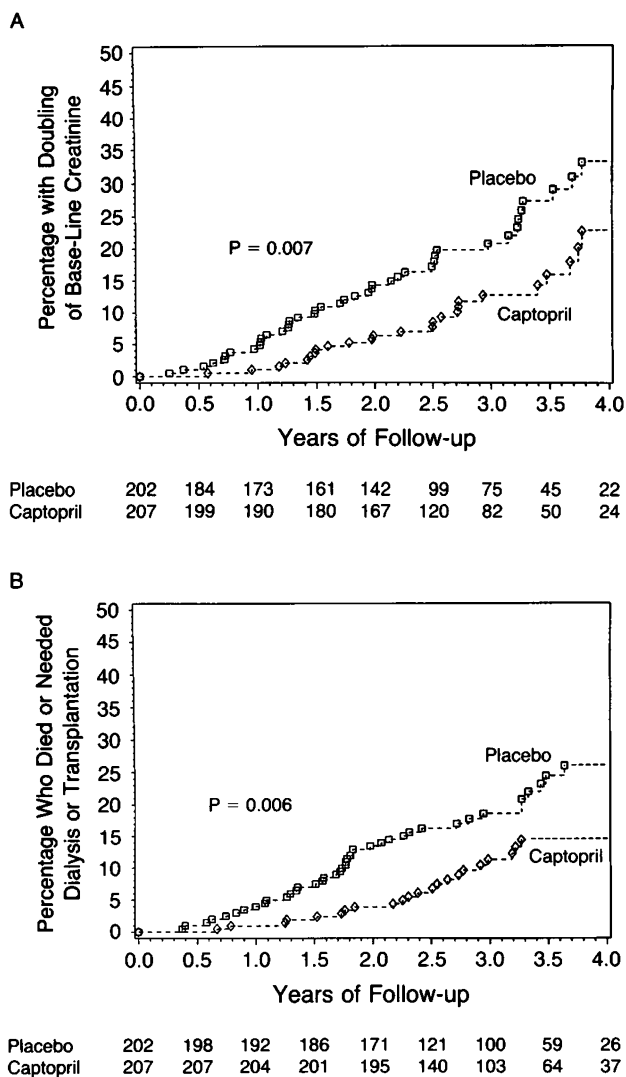 A
Percentage with Doubling
of Base-Line Creatinine
50
45
40
35
30
25
20
15
10
5
0
Placebo
P = 0.007
Captopril
0.0 0.5 1.0 1.5 2.0 2.5 3.0 3.5 4.0
Years of Follow-up
Placebo 202 184 173 161 142 99 75 45 22
Captopril 207 199 190 180 167 120 82 50 24
B
Percentage Who Died or Needed
Dialysis or Transplantation
50
45
40
35
30
25
20
15
10
5
0
Placebo
P = 0.006
Captopril
0.0 0.5 1.0 1.5 2.0 2.5 3.0 3.5 4.0
Years of Follow-up
Placebo 202 198 192 186 171 121 100 59 26
Captopril 207 207 204 201 195 140 103 64 37